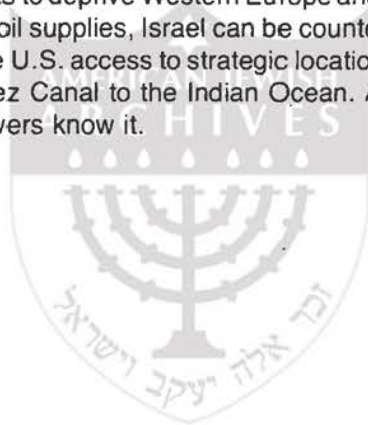 s to deprive Western Europe and
oil supplies, Israel can be counte
e U.S. access to strategic locatio
ez Canal to the Indian Ocean. A
vers know it.
AMERICAN JEWISH
ARCHIVES
זכר אלה יעקב וישראל